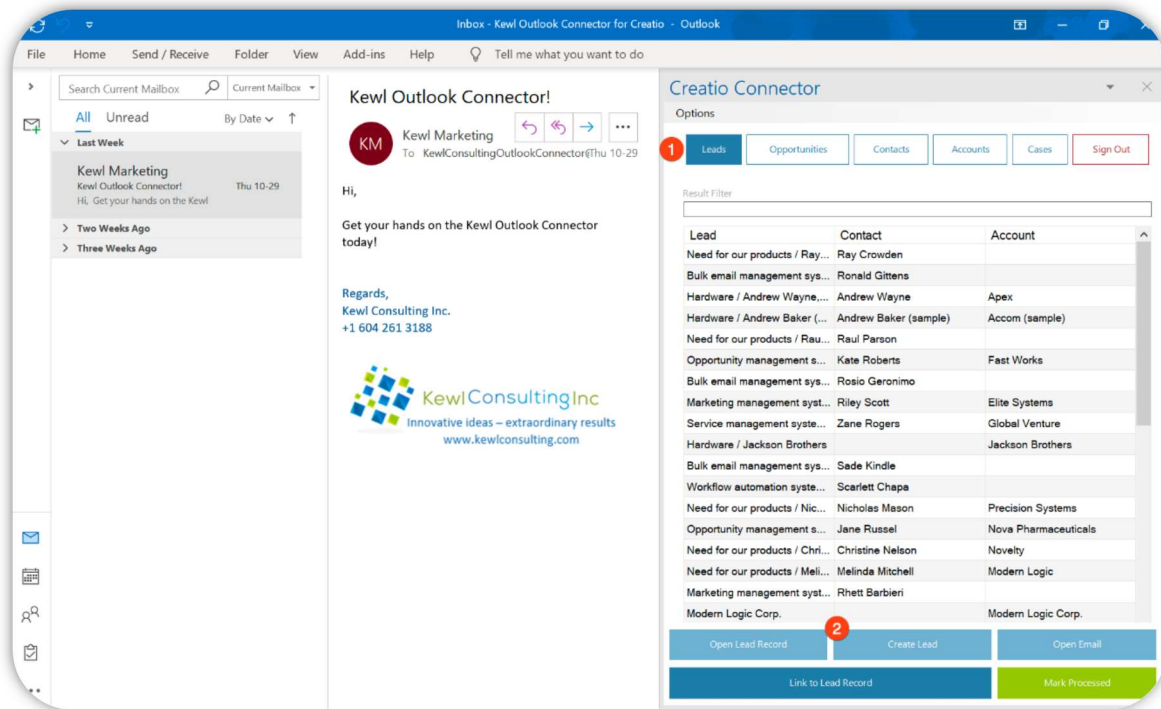 Inbox - Kewl Outlook Connector for Creatio - Outlook
File Home Send / Receive Folder View Add-ins Help Tell me what you want to do
Search Current Mailbox Current Mailbox
All Unread By Date
Last Week
Kewl Marketing
Kewl Outlook Connector! Thu 10-29
Hi, Get your hands on the Kewl
Two Weeks Ago
Three Weeks Ago
Kewl Outlook Connector!
KM
Kewl Marketing
To KewlConsultingOutlookConnector@ Thu 10-29
Hi,
Get your hands on the Kewl Outlook Connector
today!
Regards,
Kewl Consulting Inc.
+1 604 261 3188
KewlConsultingInc
Innovative ideas – extraordinary results
www.kewlconsulting.com
Creatio Connector
Options
1 Leads Opportunities Contacts Accounts Cases Sign Out
Result Filter
Lead Contact Account
Need for our products / Ray... Ray Crowden
Bulk email management sys... Ronald Gittens
Hardware / Andrew Wayne,... Andrew Wayne Apex
Hardware / Andrew Baker (... Andrew Baker (sample) Accom (sample)
Need for our products / Rau... Raul Parson
Opportunity management s... Kate Roberts Fast Works
Bulk email management sys... Rosio Geronimo
Marketing management syst... Riley Scott Elite Systems
Service management syste... Zane Rogers Global Venture
Hardware / Jackson Brothers Jackson Brothers
Bulk email management sys... Sade Kindle
Workflow automation syste... Scarlett Chapa
Need for our products / Nic... Nicholas Mason Precision Systems
Opportunity management s... Jane Russel Nova Pharmaceuticals
Need for our products / Chri... Christine Nelson Novelty
Need for our products / Meli... Melinda Mitchell Modern Logic
Marketing management syst... Rhett Barbieri
Modern Logic Corp. Modern Logic Corp.
2
Open Lead Record Create Lead Open Email
Link to Lead Record Mark Processed